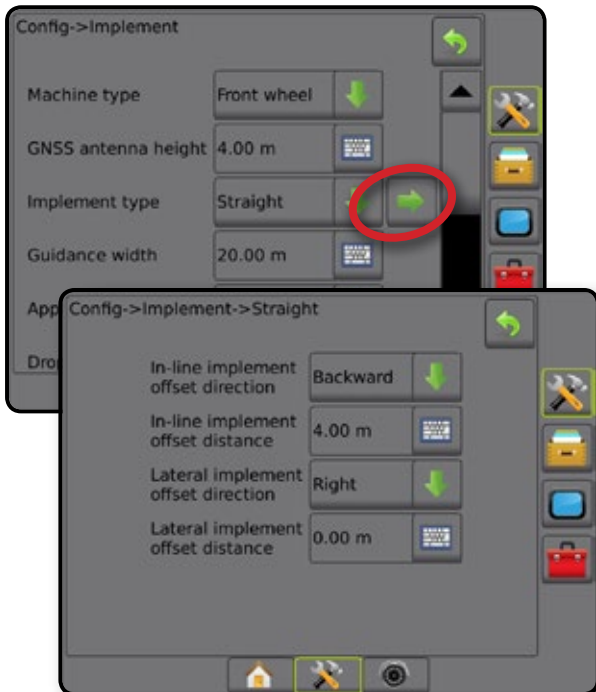 Config->Implement
Machine type Front wheel
GNSS antenna height 4.00 m
Implement type Straight
Guidance width 20.00 m
App
Dro
Config->Implement->Straight
In-line implement
offset direction Backward
In-line implement
offset distance 4.00 m
Lateral implement
offset direction Right
Lateral implement
offset distance 0.00 m